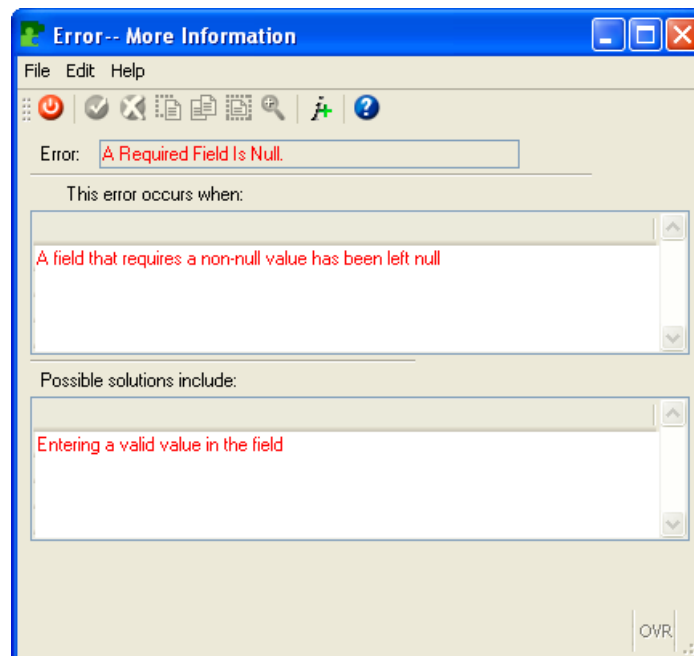 Error-- More Information
File Edit Help
Error: A Required Field Is Null.
This error occurs when:
A field that requires a non-null value has been left null
Possible solutions include:
Entering a valid value in the field
OVR